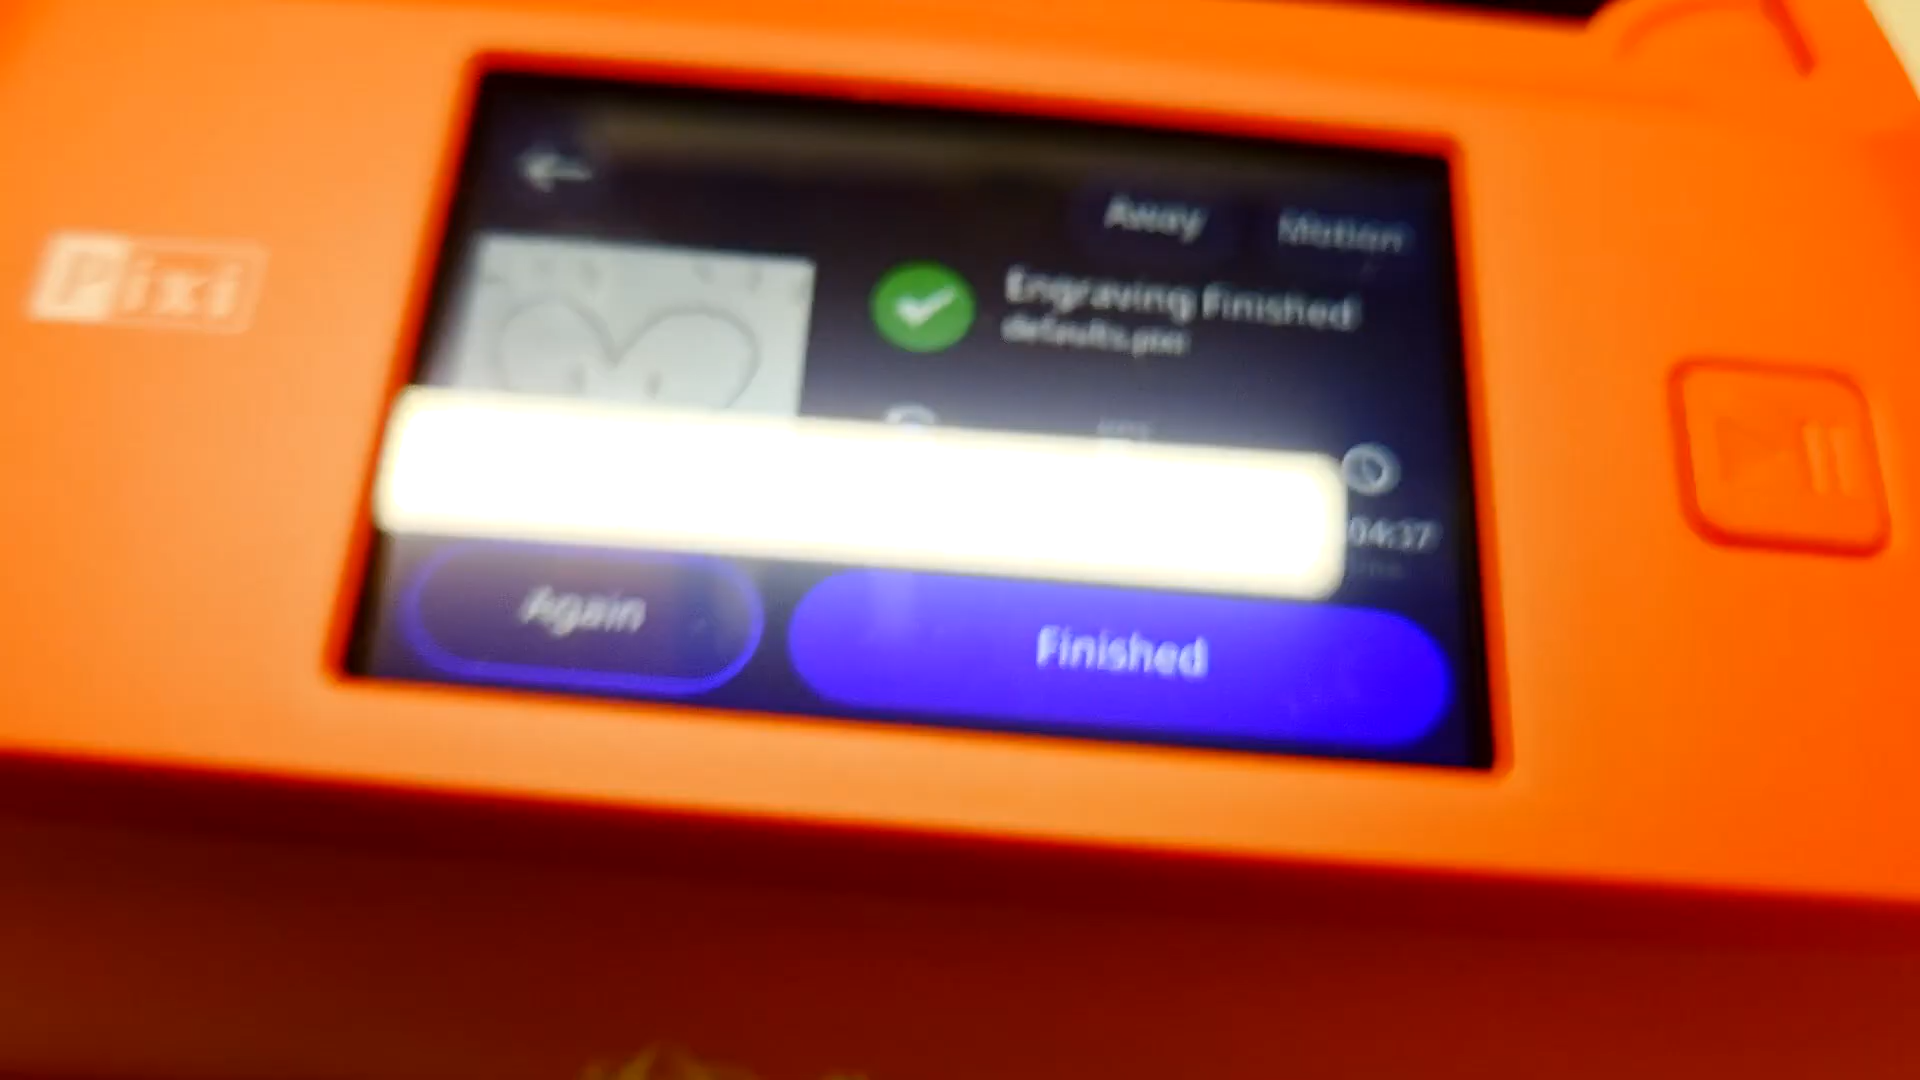 Pixi
Away
Motion
Engraving Finished
04:37
Again
Finished